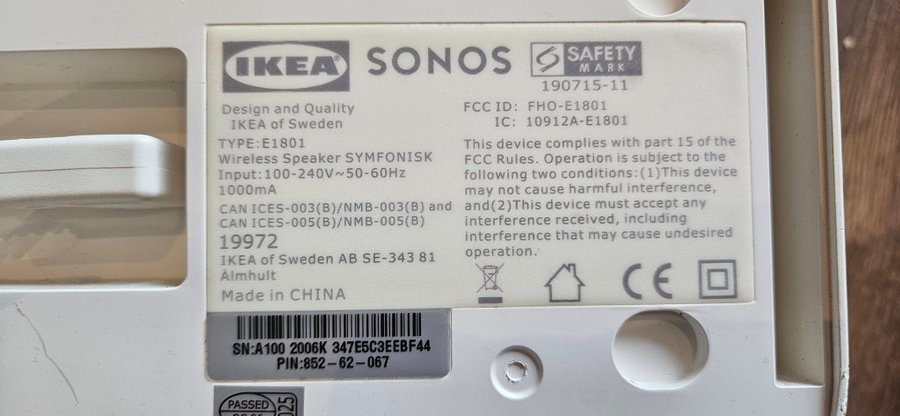 IKEA SONOS SAFETY MARK
190715-11
Design and Quality
IKEA of Sweden
TYPE:E1801
Wireless Speaker SYMFONISK
Input:100-240V~50-60Hz
1000mA
CAN ICES-003(B)/NMB-003(B) and
CAN ICES-005(B)/NMB-005(B)
19972
IKEA of Sweden AB SE-343 81
Älmhult
Made in CHINA
FCC ID: FHO-E1801
IC: 10912A-E1801
This device complies with part 15 of the
FCC Rules. Operation is subject to the
following two conditions:(1)This device
may not cause harmful interference,
and(2)This device must accept any
interference received, including
interference that may cause undesired
operation.
CE
SN:A100 2006K 347E5C3EEBF44
PIN:852-62-067
PASSED